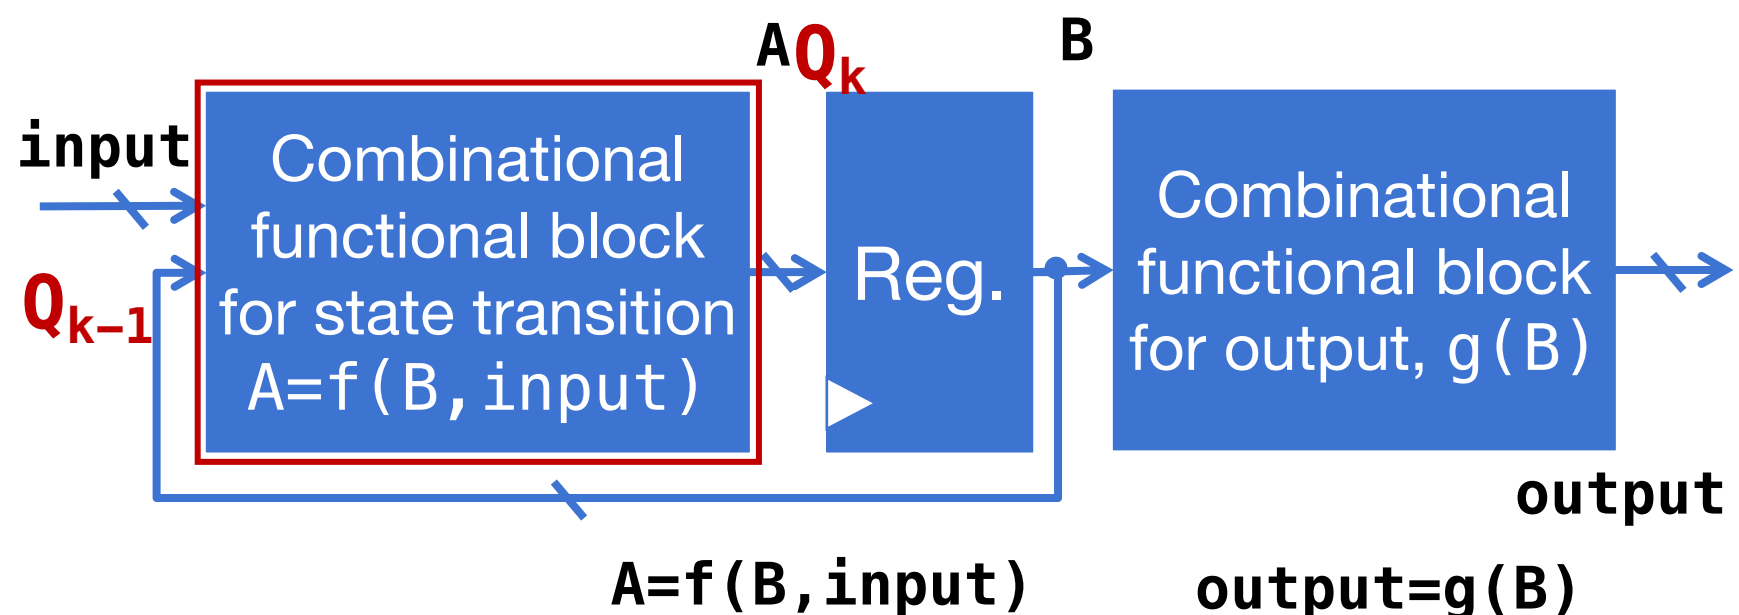 A Qk
B
input
Qk−1
Combinational
functional block
for state transition
A=f(B,input)
Reg.
Combinational
functional block
for output, g(B)
output
A=f(B,input)
output=g(B)